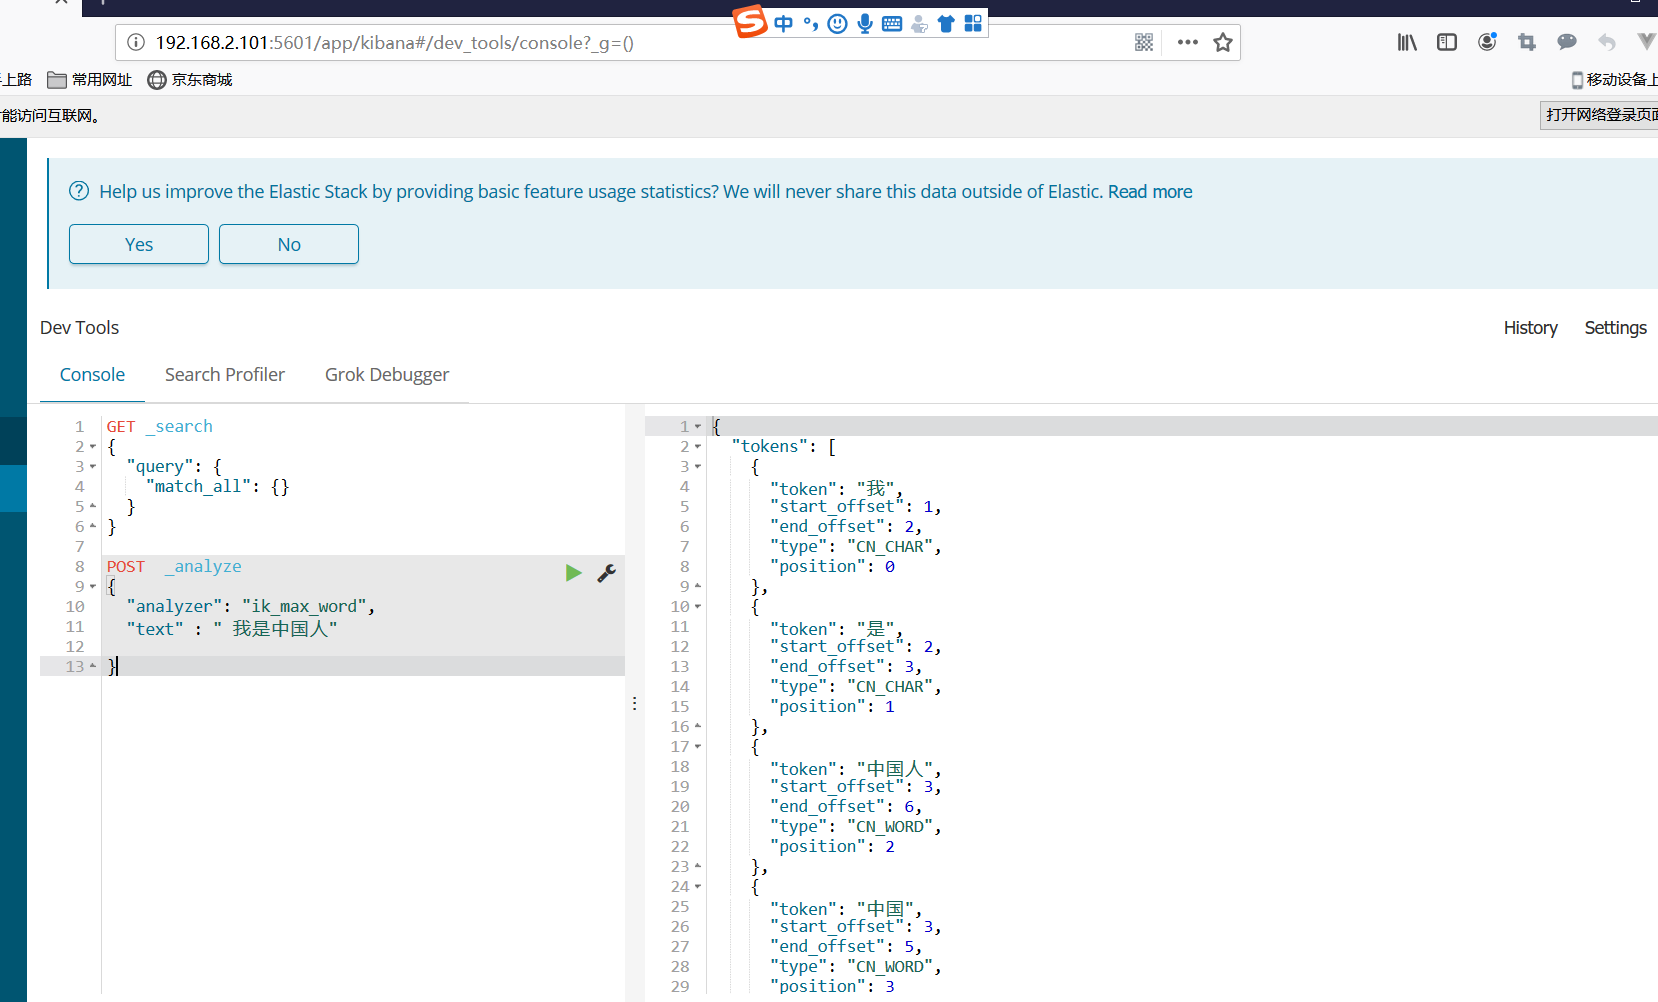 中
192.168.2.101:5601/app/kibana#/dev_tools/console?_g=()
上路 常用网址 京东商城 移动设备上
能访问互联网。 打开网络登录页面
Help us improve the Elastic Stack by providing basic feature usage statistics? We will never share this data outside of Elastic. Read more
Yes No
Dev Tools History Settings
Console Search Profiler Grok Debugger
1 GET _search
2 {
3 "query": {
4 "match_all": {}
5 }
6 }
7
8 POST _analyze
9 {
10 "analyzer": "ik_max_word",
11 "text" : " 我是中国人"
12
13 }
1 {
2 "tokens": [
3 {
4 "token": "我",
5 "start_offset": 1,
6 "end_offset": 2,
7 "type": "CN_CHAR",
8 "position": 0
9 },
10 {
11 "token": "是",
12 "start_offset": 2,
13 "end_offset": 3,
14 "type": "CN_CHAR",
15 "position": 1
16 },
17 {
18 "token": "中国人",
19 "start_offset": 3,
20 "end_offset": 6,
21 "type": "CN_WORD",
22 "position": 2
23 },
24 {
25 "token": "中国",
26 "start_offset": 3,
27 "end_offset": 5,
28 "type": "CN_WORD",
29 "position": 3